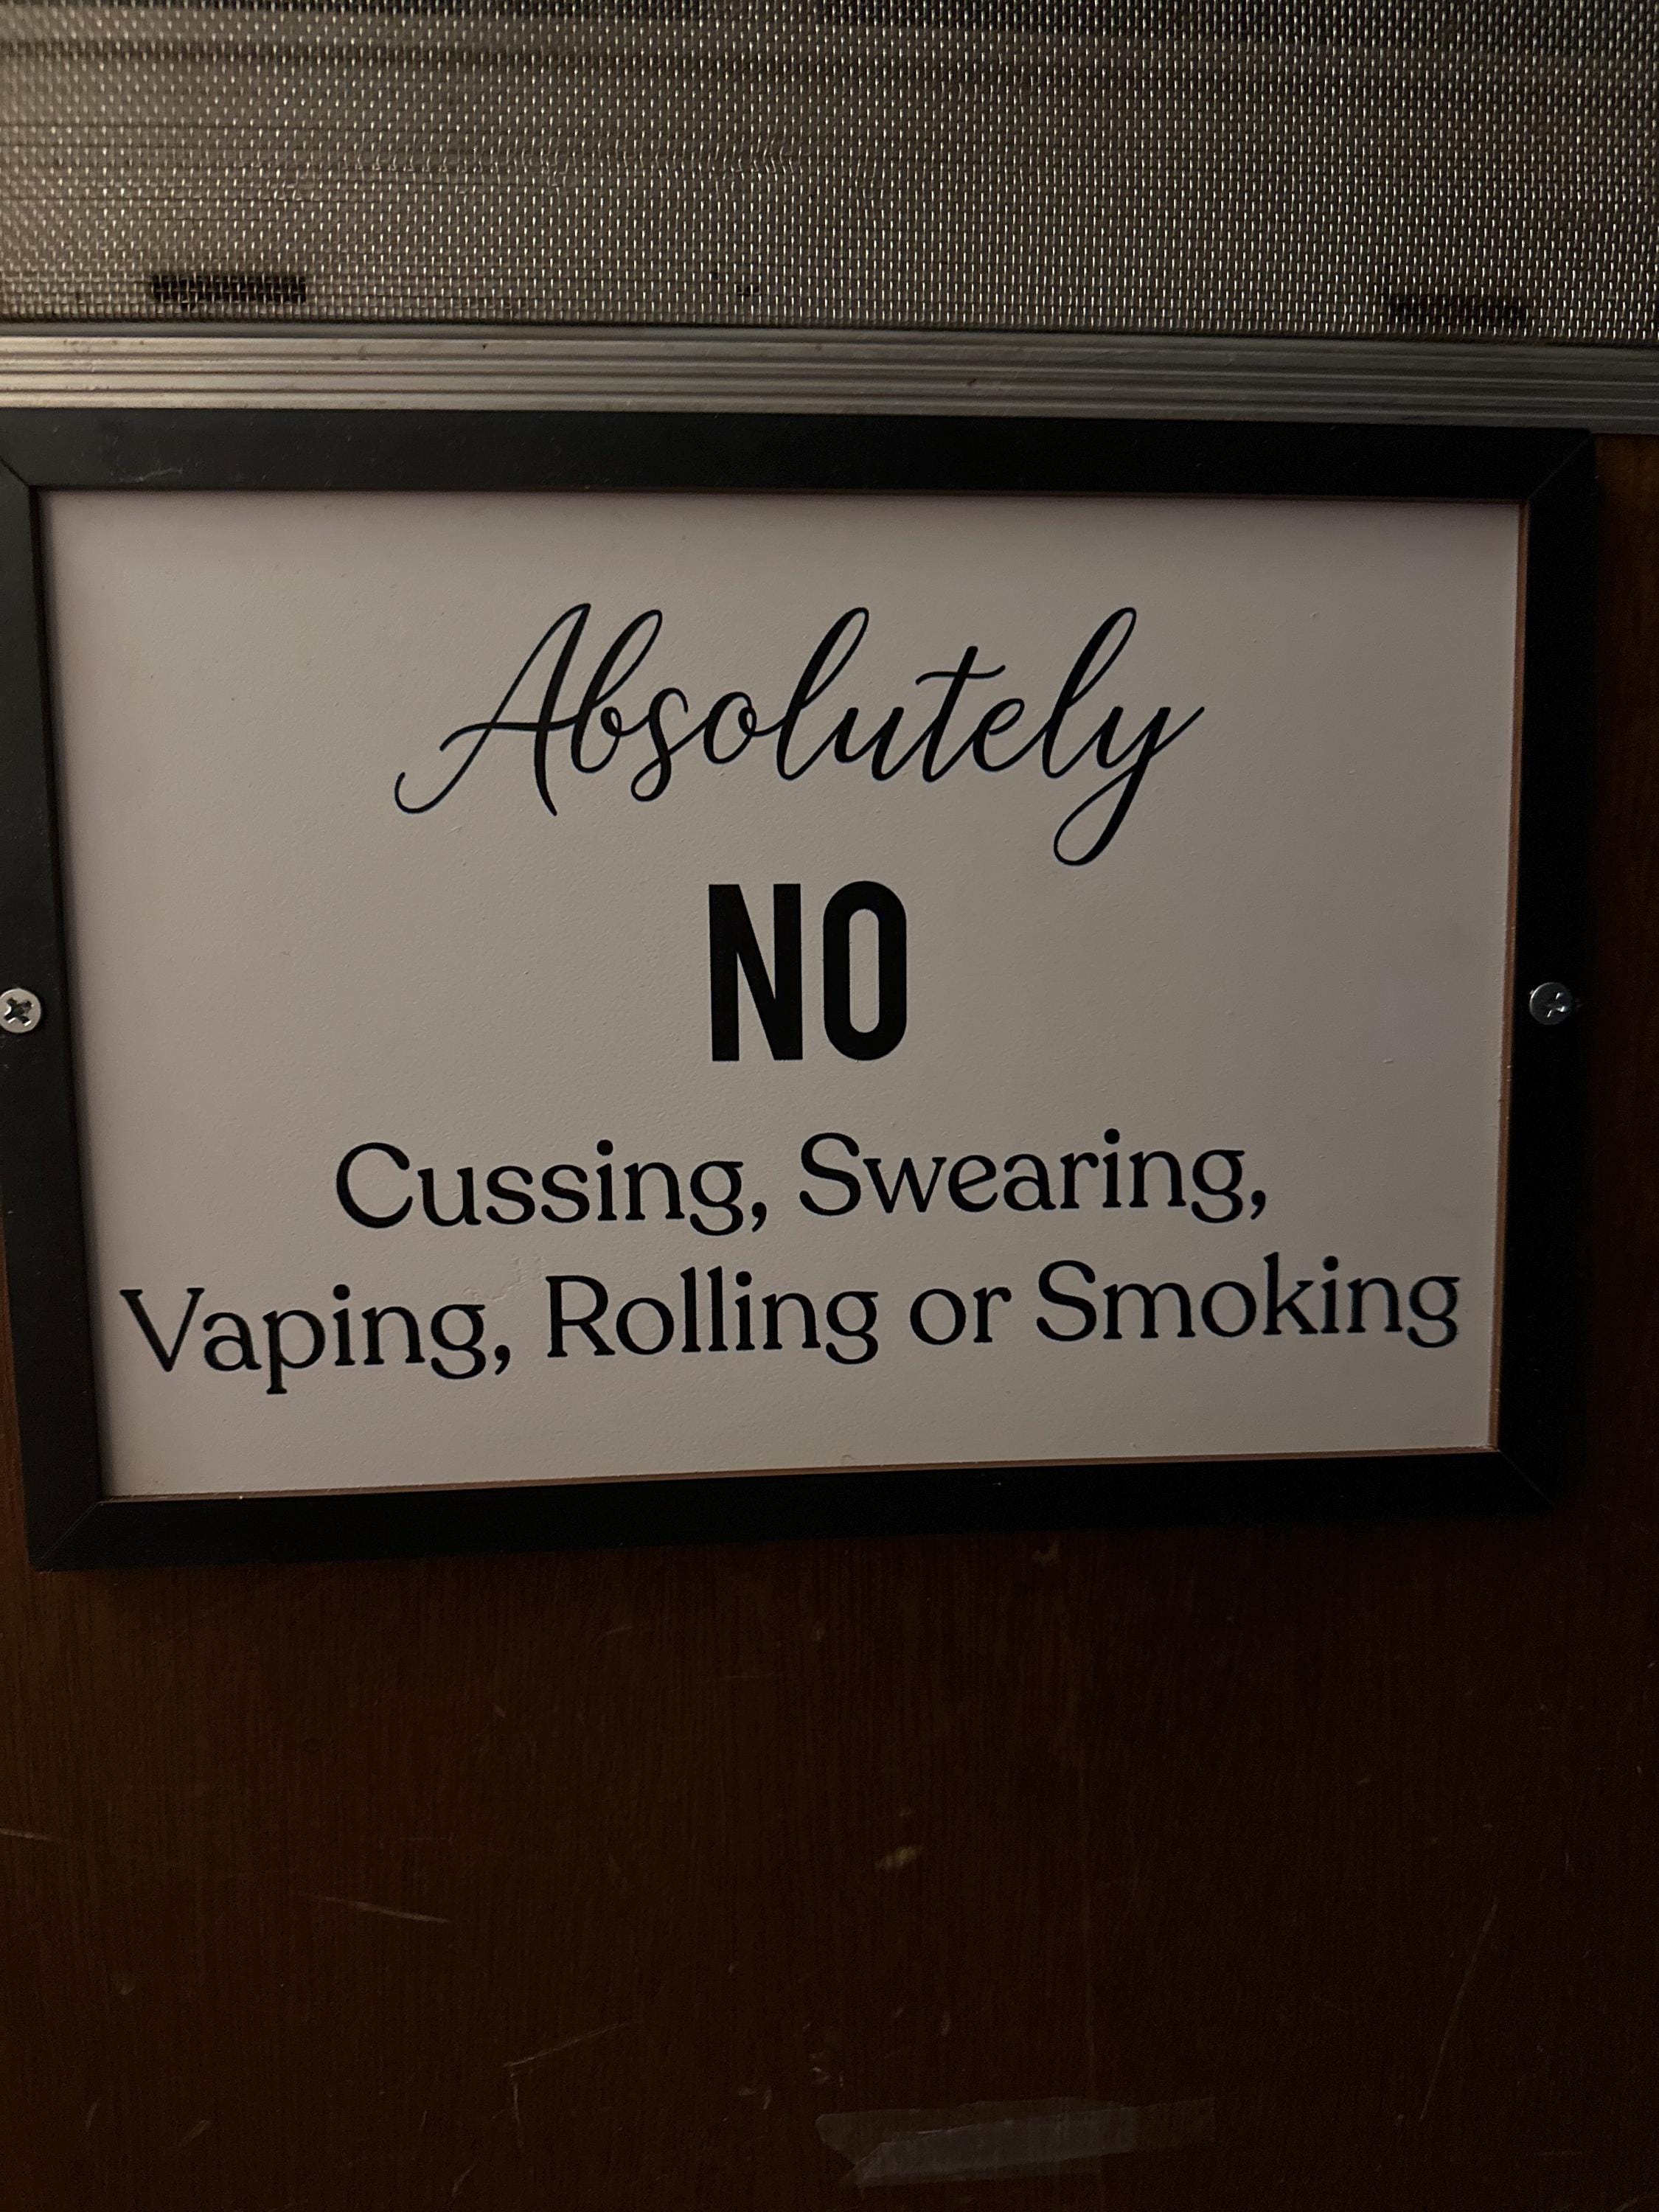 Absolutely
NO
Cussing, Swearing,
Vaping, Rolling or Smoking